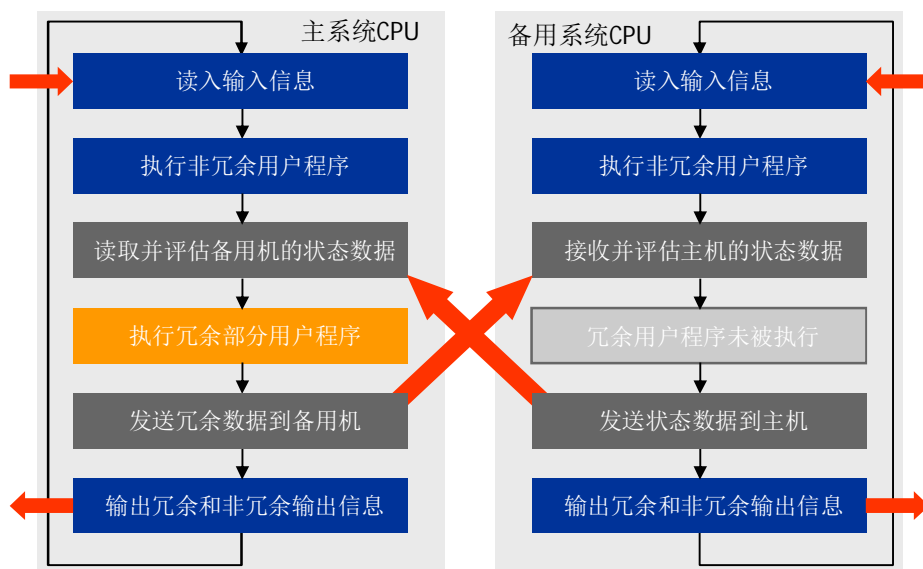 主系统CPU
读入输入信息
执行非冗余用户程序
读取并评估备用机的状态数据
执行冗余部分用户程序
发送冗余数据到备用机
输出冗余和非冗余输出信息
备用系统CPU
读入输入信息
执行非冗余用户程序
接收并评估主机的状态数据
冗余用户程序未被执行
发送状态数据到主机
输出冗余和非冗余输出信息